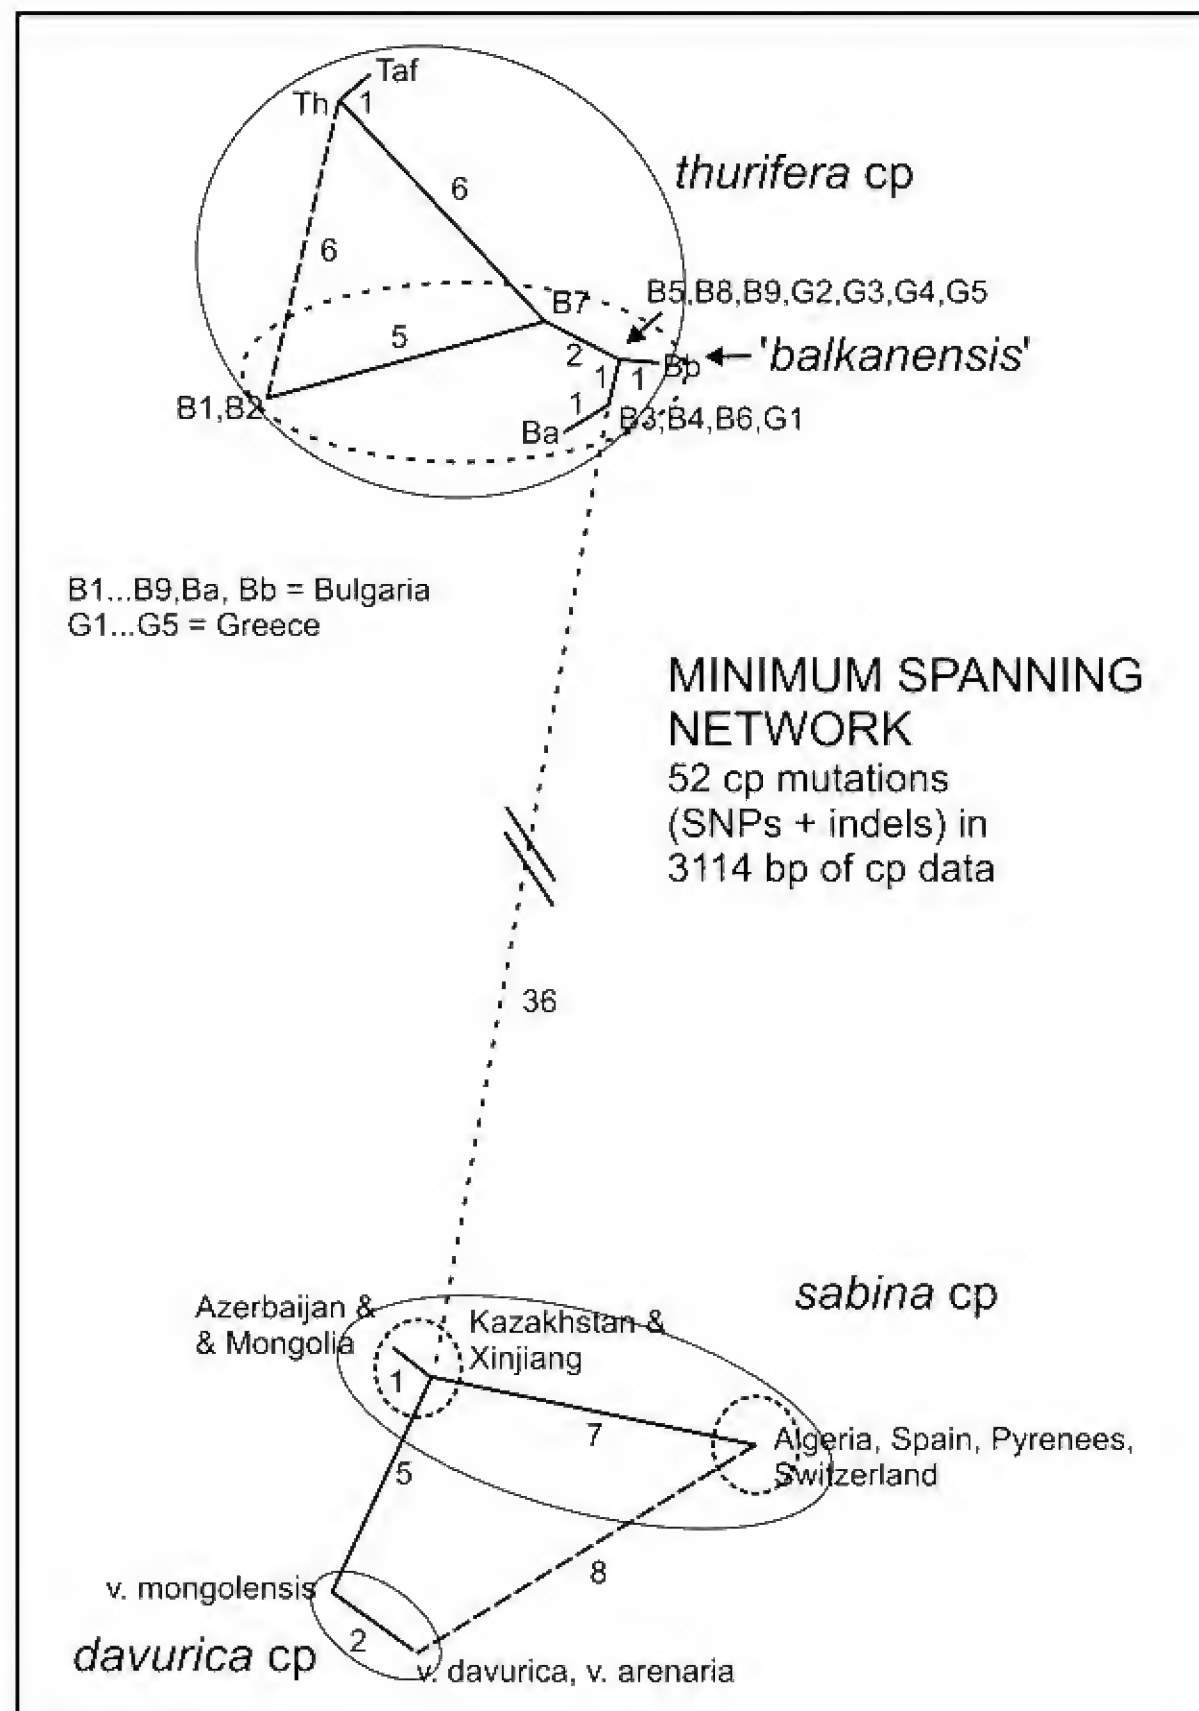 Taf
Th
1
thurifera cp
6
6
B7
B5,B8,B9,G2,G3,G4,G5
5
2
'balkanensis'
Bb
1
1
B1,B2
1
B3,B4,B6,G1
Ba
B1...B9,Ba, Bb = Bulgaria
G1...G5 = Greece
MINIMUM SPANNING
NETWORK
52 cp mutations
(SNPs + indels) in
3114 bp of cp data
36
sabina cp
Azerbaijan &
& Mongolia
Kazakhstan &
Xinjiang
1
7
Algeria, Spain, Pyrenees,
Switzerland
5
8
v. mongolensis
2
davurica cp
v. davurica, v. arenaria